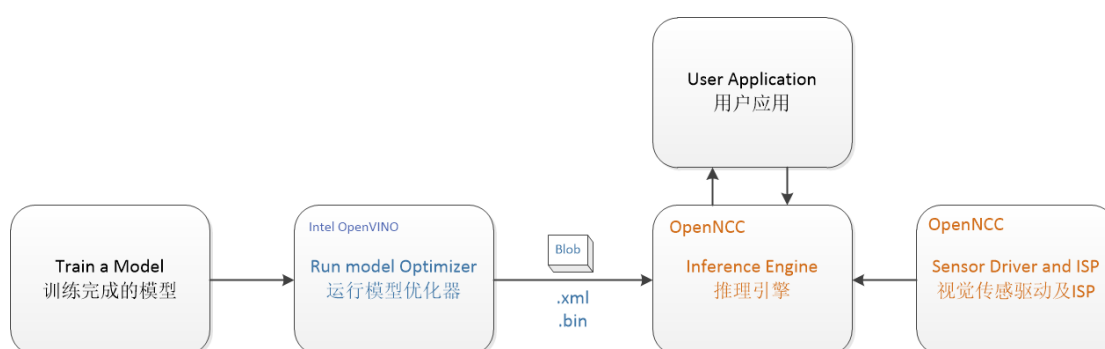 User Application
用户应用
Train a Model
训练完成的模型
Intel OpenVINO
Run model Optimizer
运行模型优化器
Blob
.xml
.bin
OpenNCC
Inference Engine
推理引擎
OpenNCC
Sensor Driver and ISP
视觉传感驱动及ISP